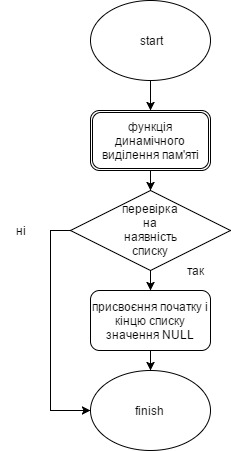 start
функція
динамічного
виділення пам'яті
перевірка
на
наявність
списку
ні
так
присвоєння початку і
кінцю списку
значення NULL
finish